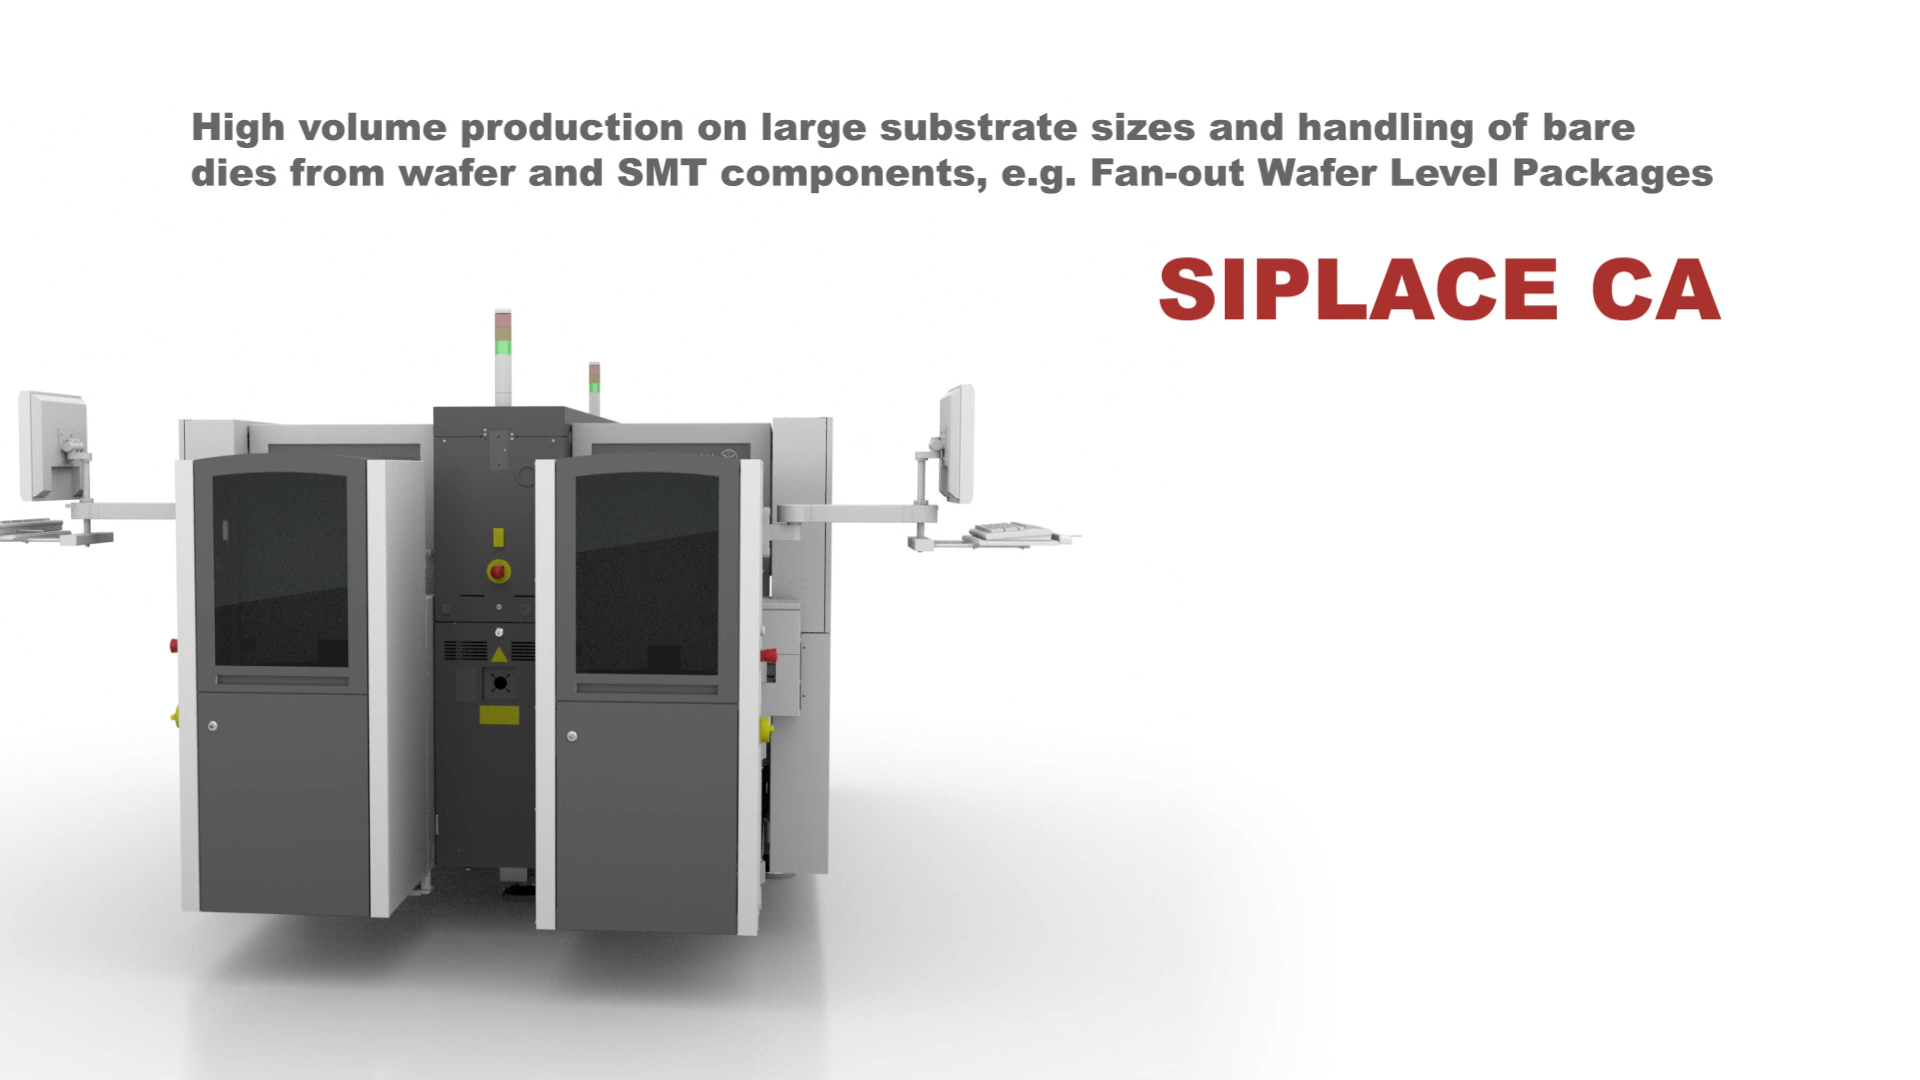 High volume production on large substrate sizes and handling of bare
dies from wafer and SMT components, e.g. Fan-out Wafer Level Packages
SIPLACE CA